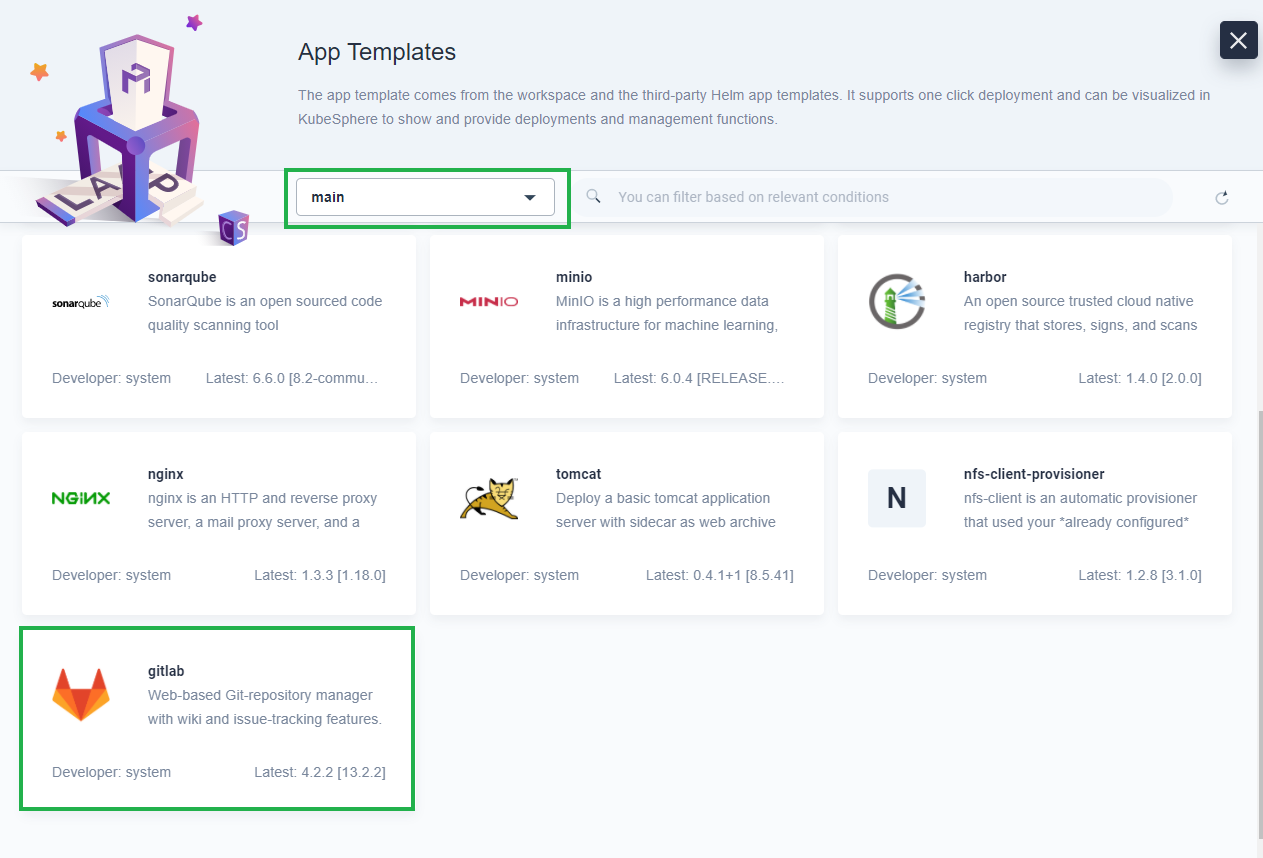 App Templates
The app template comes from the workspace and the third-party Helm app templates. It supports one click deployment and can be visualized in
KubeSphere to show and provide deployments and management functions.
LAPP
CS
main
You can filter based on relevant conditions
sonarqube
sonarqube
SonarQube is an open sourced code
quality scanning tool
Developer: system
Latest: 6.6.0 [8.2-commu...
MINIO
minio
MinIO is a high performance data
infrastructure for machine learning,
Developer: system
Latest: 6.0.4 [RELEASE....
harbor
An open source trusted cloud native
registry that stores, signs, and scans
Developer: system
Latest: 1.4.0 [2.0.0]
NGINX
nginx
nginx is an HTTP and reverse proxy
server, a mail proxy server, and a
Developer: system
Latest: 1.3.3 [1.18.0]
tomcat
Deploy a basic tomcat application
server with sidecar as web archive
Developer: system
Latest: 0.4.1+1 [8.5.41]
N
nfs-client-provisioner
nfs-client is an automatic provisioner
that used your *already configured*
Developer: system
Latest: 1.2.8 [3.1.0]
gitlab
Web-based Git-repository manager
with wiki and issue-tracking features.
Developer: system
Latest: 4.2.2 [13.2.2]